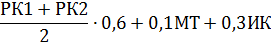 (РК1 + РК2)/2 · 0,6 + 0,1МТ + 0,3ИК